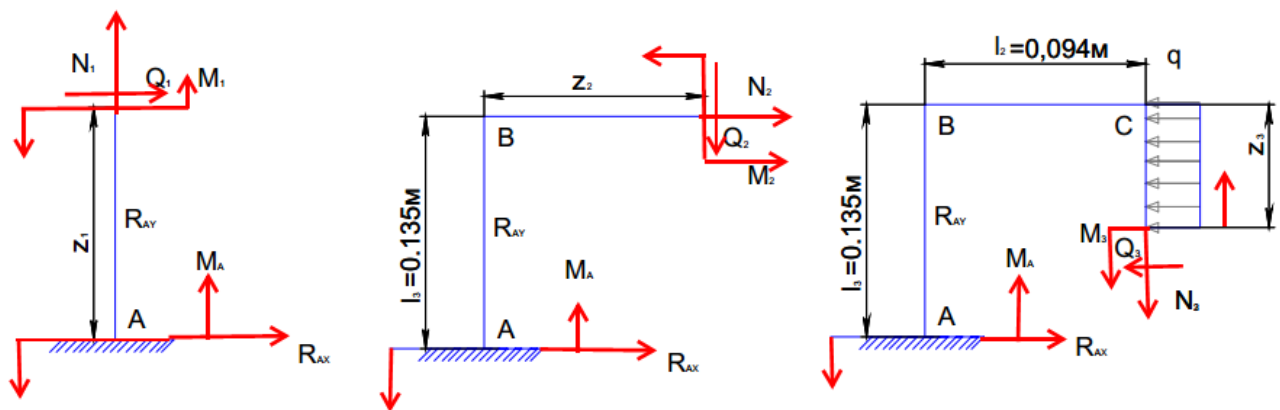 N₁
Q₁
M₁
z₁
R_AY
M_A
A
R_AX
z₂
N₂
B
Q₂
M₂
l₃=0.135м
R_AY
M_A
A
R_AX
l₂=0,094м
q
B
C
z₃
l₃=0.135м
R_AY
M₃
Q₃
M_A
N₃
A
R_AX